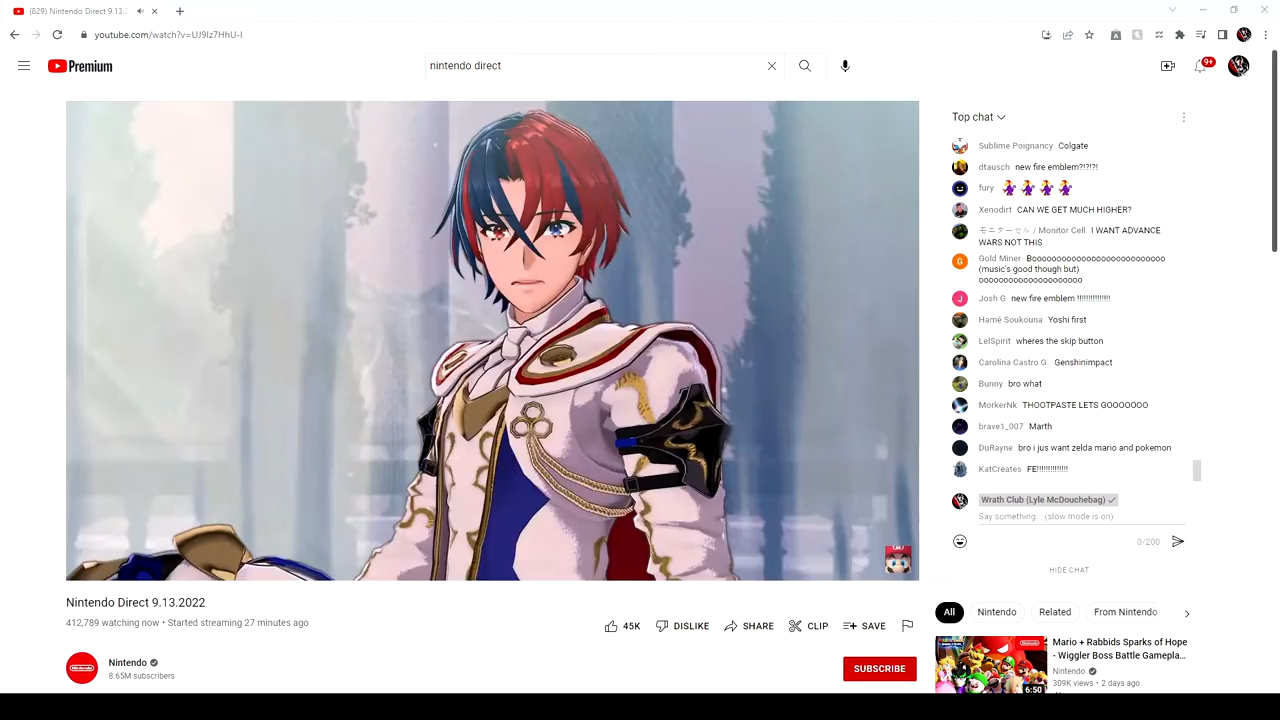 (829) Nintendo Direct 9.13.2
youtube.com/watch?v=UJ9Iz7HhU-I
Premium
nintendo direct
9+
Top chat
Sublime Poignancy Colgate
dtausch new fire emblem?!?!?!
fury
Xenodirt CAN WE GET MUCH HIGHER?
モニターセル / Monitor Cell I WANT ADVANCE
WARS NOT THIS
Gold Miner Booooooooooooooooooooooooooo
(music's good though but)
ooooooooooooooooooooo
Josh G new fire emblem !!!!!!!!!!!!!!!
Hamé Soukouna Yoshi first
LelSpirit wheres the skip button
Carolina Castro G. Genshinimpact
Bunny bro what
MorkerNk THOOTPASTE LETS GOOOOOOO
brave1_007 Marth
DuRayne bro i jus want zelda mario and pokemon
KatCreates FE!!!!!!!!!!!!!!
Wrath Club (Lyle McDouchebag)
Say something... (slow mode is on)
0/200
HIDE CHAT
Nintendo Direct 9.13.2022
412,789 watching now • Started streaming 27 minutes ago
45K DISLIKE SHARE CLIP SAVE
Nintendo
Nintendo
8.65M subscribers
SUBSCRIBE
All Nintendo Related From Nintendo
Mario + Rabbids Sparks of Hope
- Wiggler Boss Battle Gamepla...
Nintendo
309K views • 2 days ago
6:50